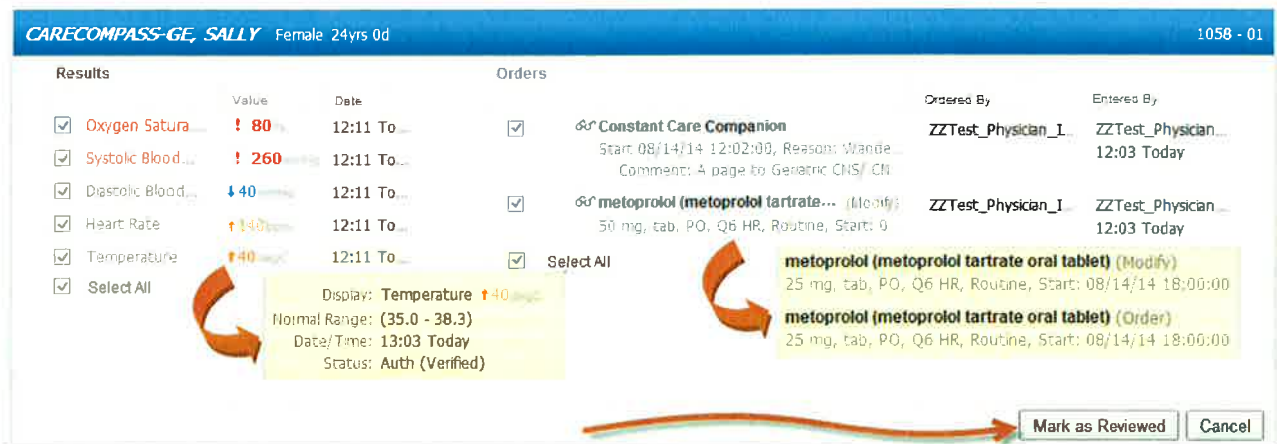 CARECOMPASS-GE, SALLY Female 24yrs 0d 1058 - 01
Results
Value Date
Oxygen Satura... ! 80 12:11 To...
Systolic Blood... ! 260 12:11 To...
Diastolic Blood... ↓40 12:11 To...
Heart Rate ↑140 12:11 To...
Temperature ↑40 12:11 To...
Select All
Display: Temperature ↑40
Normal Range: (35.0 - 38.3)
Date/Time: 13:03 Today
Status: Auth (Verified)
Orders
Ordered By Entered By
Constant Care Companion ZZTest_Physician_I... ZZTest_Physician...
Start 08/14/14 12:02:00, Reason: Wande... 12:03 Today
Comment: A page to Geriatric CNS/ CN
metoprolol (metoprolol tartrate... (Modify) ZZTest_Physician_I... ZZTest_Physician...
50 mg, tab, PO, Q6 HR, Routine, Start: 0 12:03 Today
Select All
metoprolol (metoprolol tartrate oral tablet) (Modify)
25 mg, tab, PO, Q6 HR, Routine, Start: 08/14/14 18:00:00
metoprolol (metoprolol tartrate oral tablet) (Order)
25 mg, tab, PO, Q6 HR, Routine, Start: 08/14/14 18:00:00
Mark as Reviewed Cancel